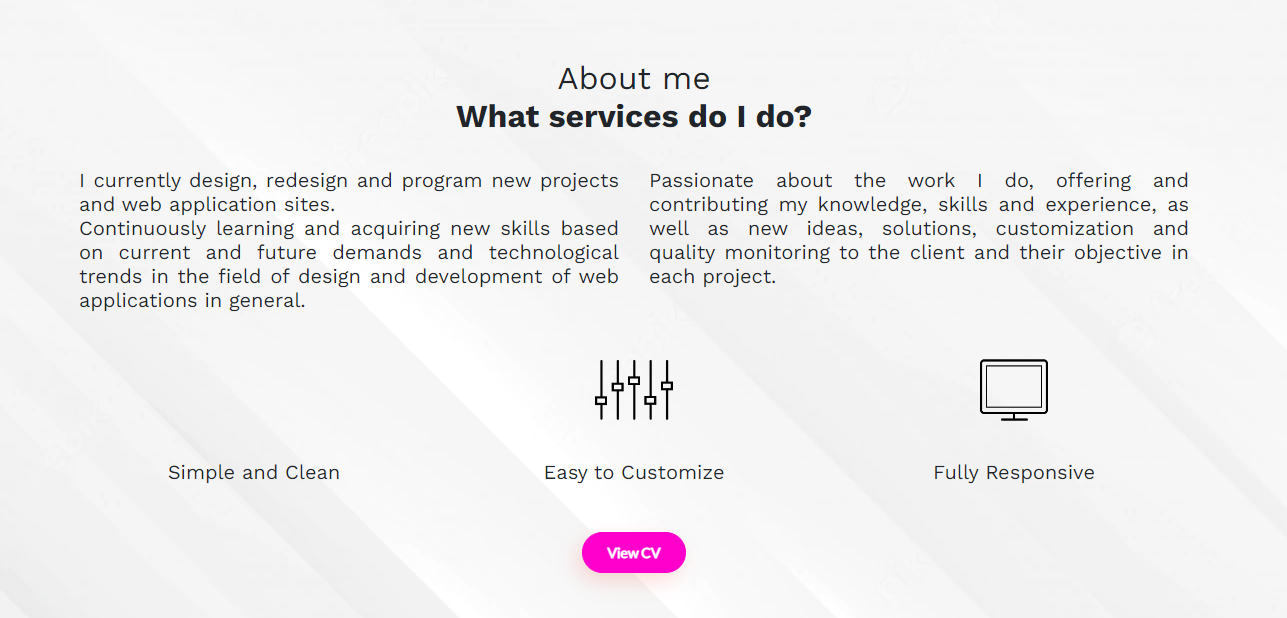 About me
What services do I do?
I currently design, redesign and program new projects
and web application sites.
Continuously learning and acquiring new skills based
on current and future demands and technological
trends in the field of design and development of web
applications in general.
Passionate about the work I do, offering and
contributing my knowledge, skills and experience, as
well as new ideas, solutions, customization and
quality monitoring to the client and their objective in
each project.
Simple and Clean
Easy to Customize
Fully Responsive
View CV